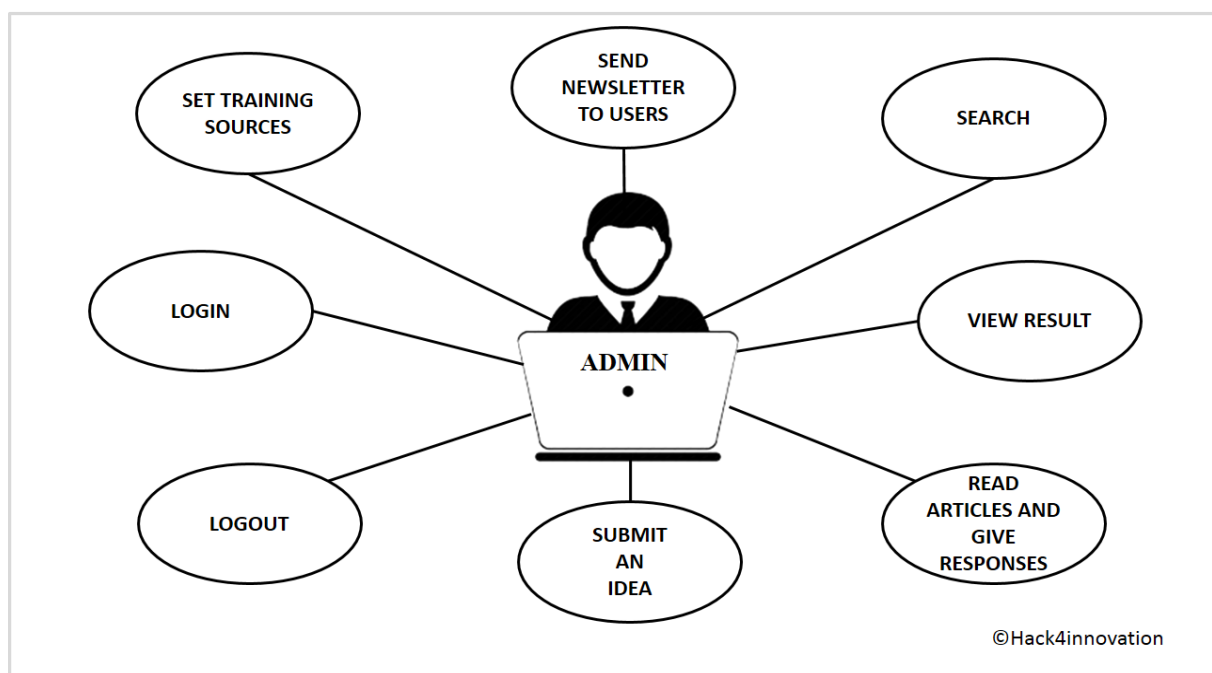 SEND
NEWSLETTER
TO USERS
SET TRAINING
SOURCES
SEARCH
LOGIN
VIEW RESULT
ADMIN
LOGOUT
SUBMIT
AN
IDEA
READ
ARTICLES AND
GIVE
RESPONSES
©Hack4innovation